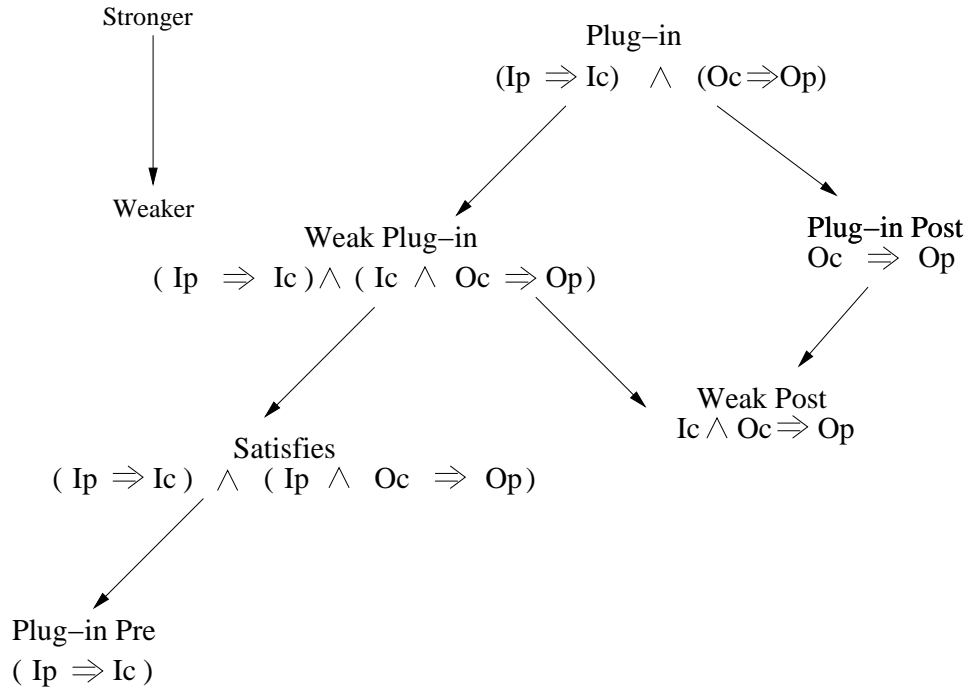 Stronger
Plug–in
(Ip ⇒ Ic) ∧ (Oc⇒Op)
Weaker
Plug–in Post
Oc ⇒ Op
Weak Plug–in
( Ip ⇒ Ic ) ∧ ( Ic ∧ Oc ⇒ Op )
Weak Post
Ic ∧ Oc ⇒ Op
Satisfies
( Ip ⇒ Ic ) ∧ ( Ip ∧ Oc ⇒ Op )
Plug–in Pre
( Ip ⇒ Ic )